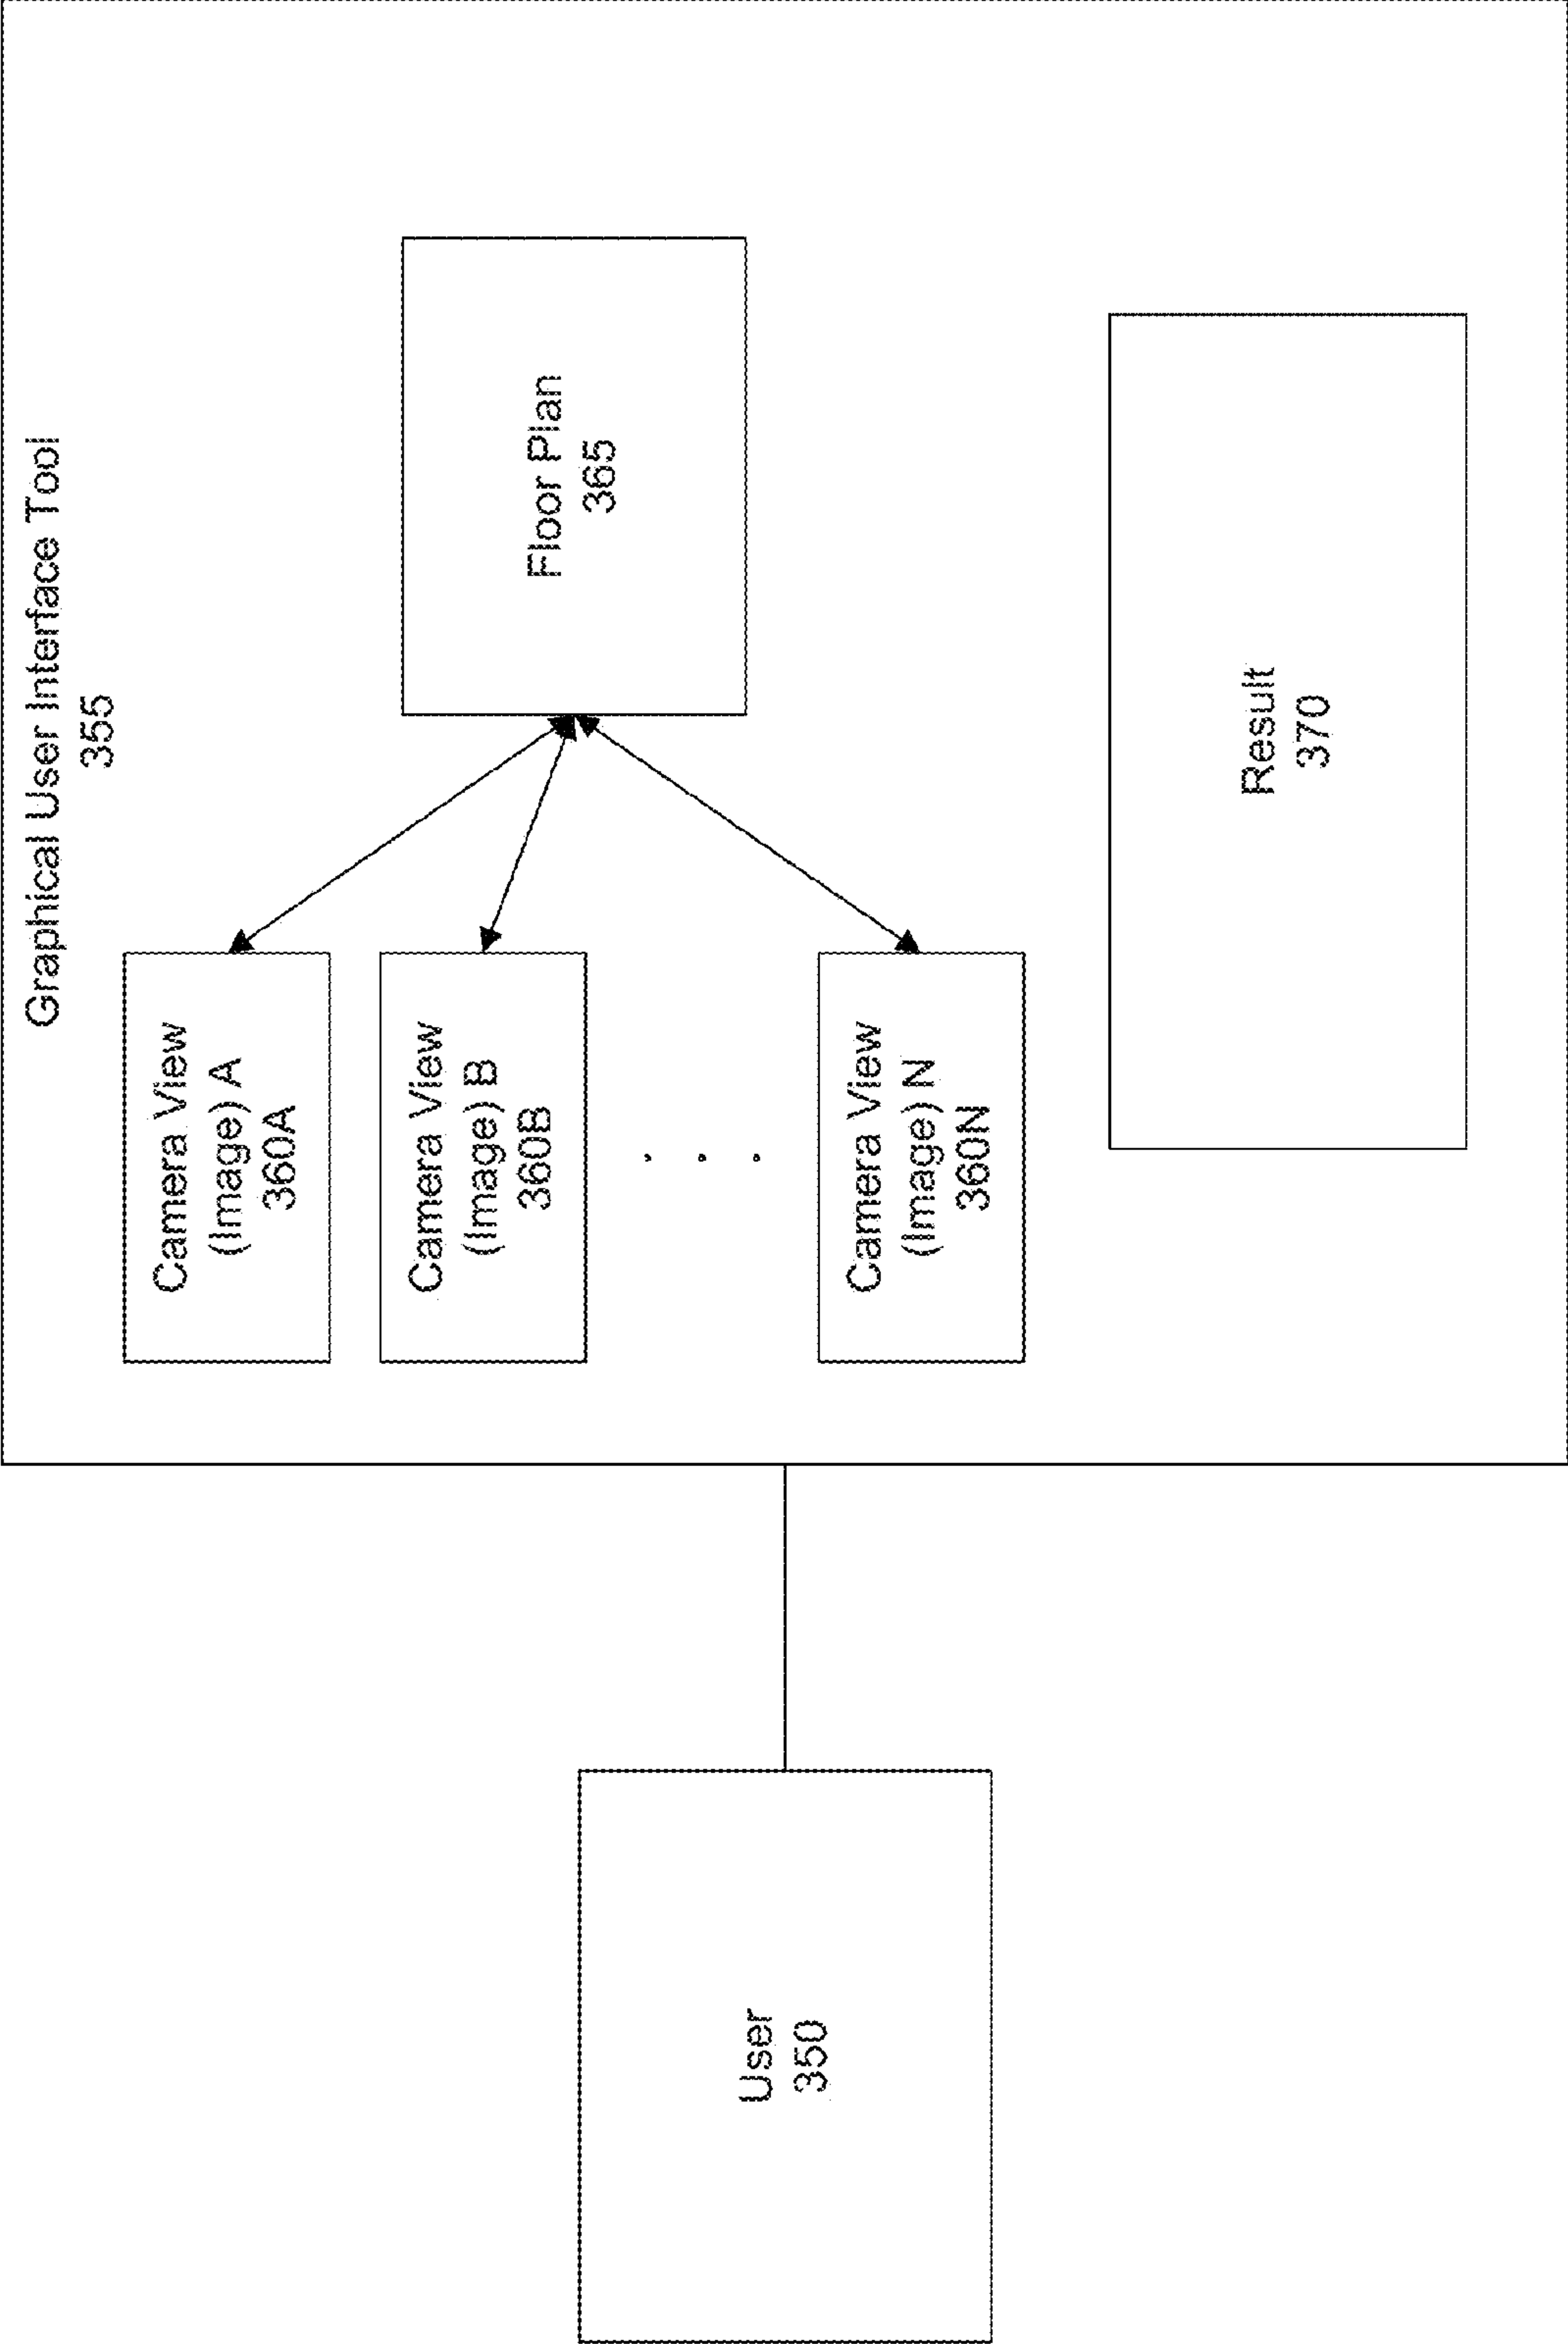 Graphical User Interface Tool
355
User
350
Camera View
(Image) A
360A
Camera View
(Image) B
360B
. . .
Camera View
(Image) N
360N
Floor Plan
365
Result
370